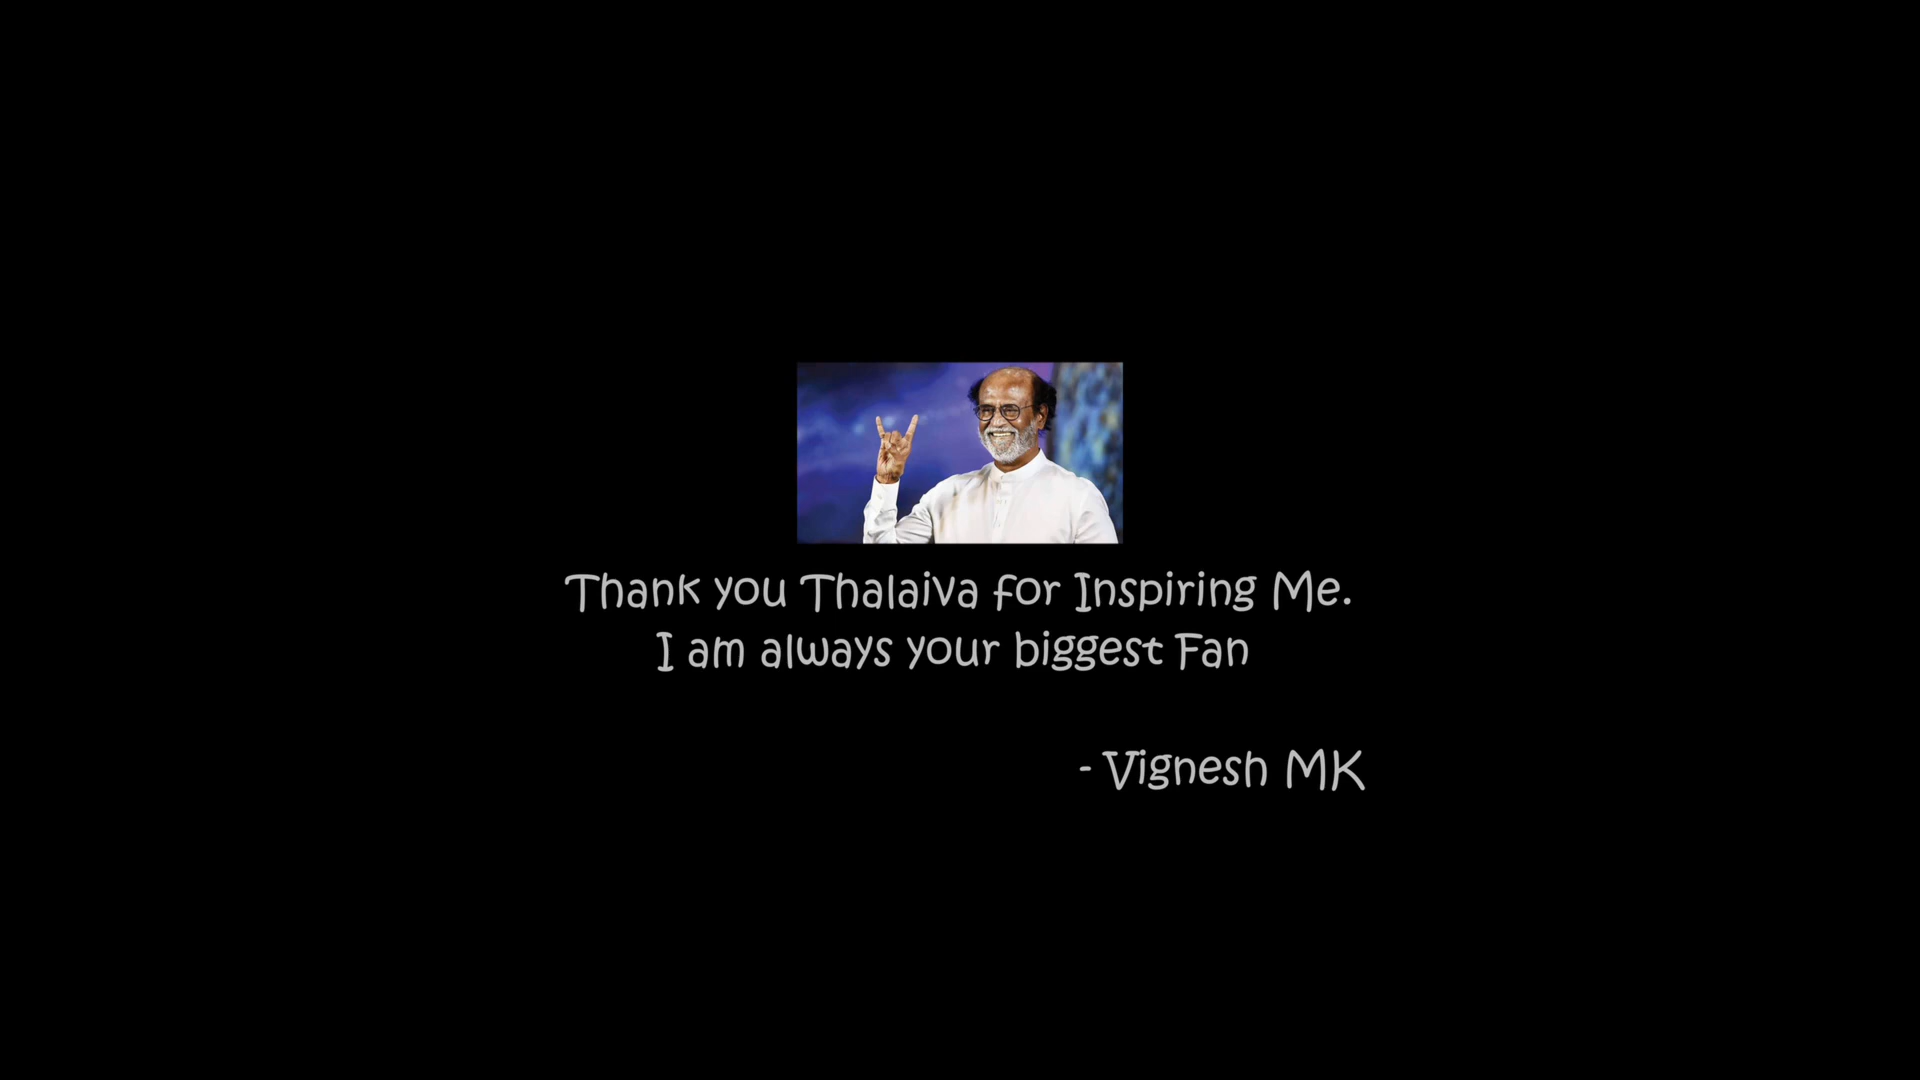 Thank you Thalaiva for Inspiring Me.
I am always your biggest Fan
- Vignesh MK